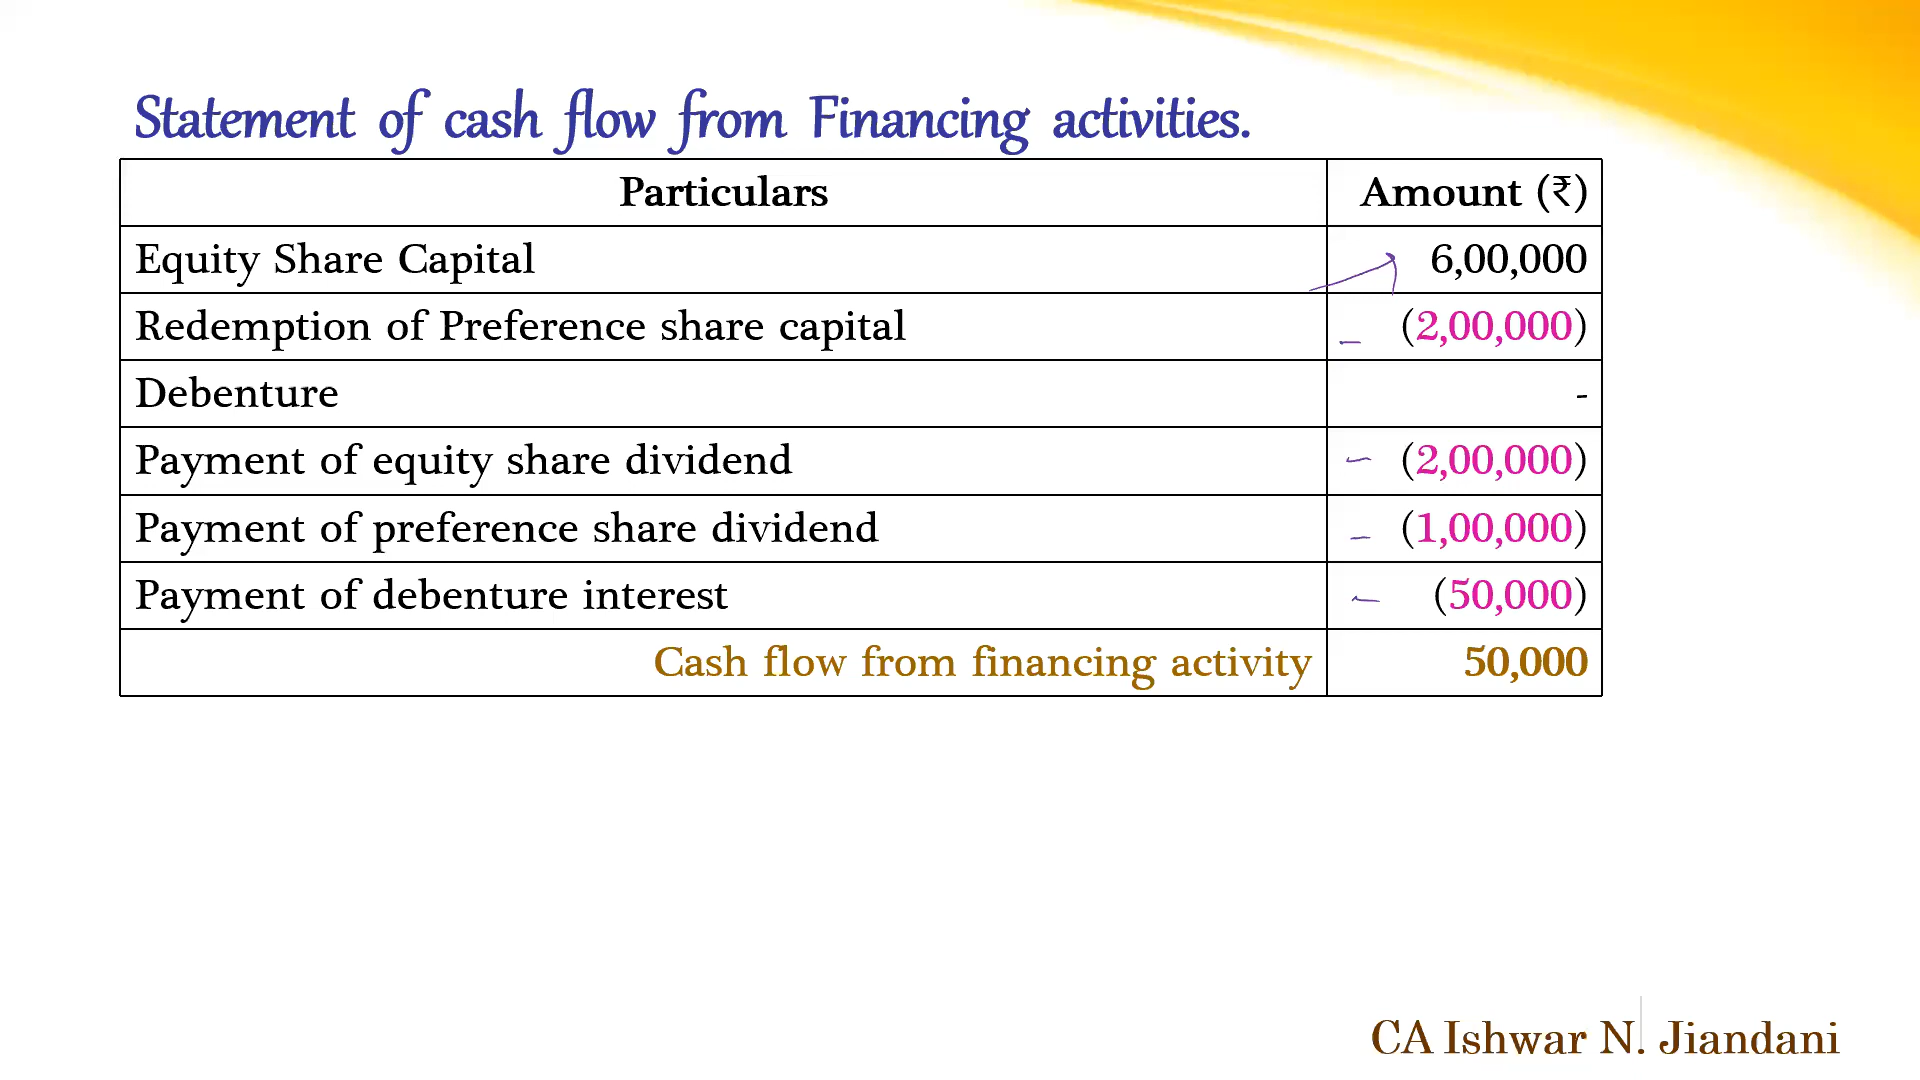 Statement of cash flow from Financing activities.
Particulars Amount (₹)
Equity Share Capital 6,00,000
Redemption of Preference share capital (2,00,000)
Debenture -
Payment of equity share dividend (2,00,000)
Payment of preference share dividend (1,00,000)
Payment of debenture interest (50,000)
Cash flow from financing activity 50,000
CA Ishwar N. Jiandani